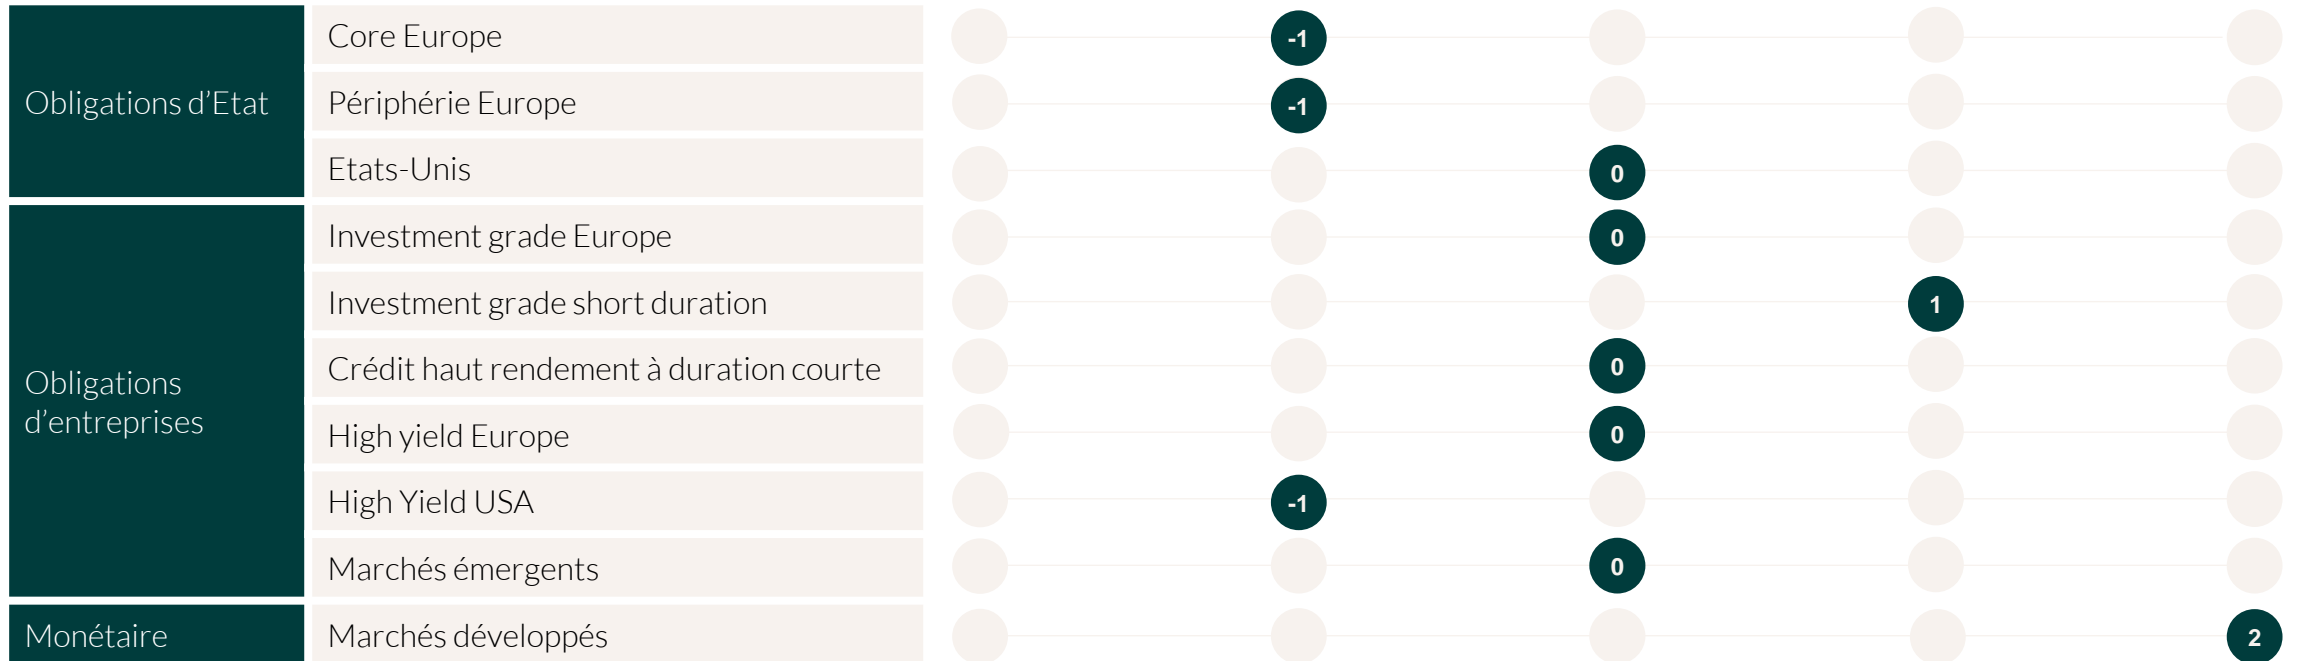 Obligations d’Etat
Core Europe
-1
Périphérie Europe
-1
Etats-Unis
0
Obligations
d’entreprises
Investment grade Europe
0
Investment grade short duration
1
Crédit haut rendement à duration courte
0
High yield Europe
0
High Yield USA
-1
Marchés émergents
0
Monétaire
Marchés développés
2